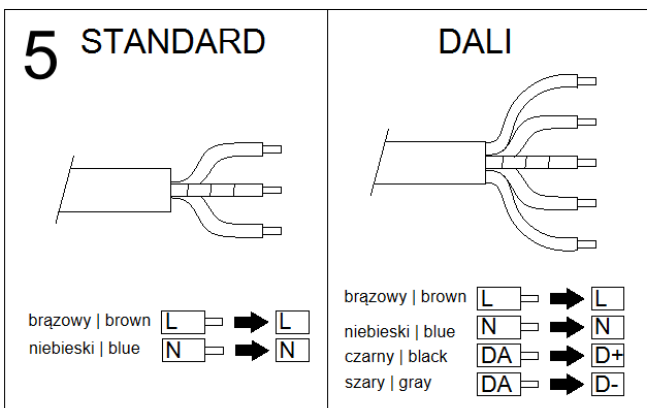 5 STANDARD
brązowy | brown L L
niebieski | blue N N
DALI
brązowy | brown L L
niebieski | blue N N
czarny | black DA D+
szary | gray DA D-